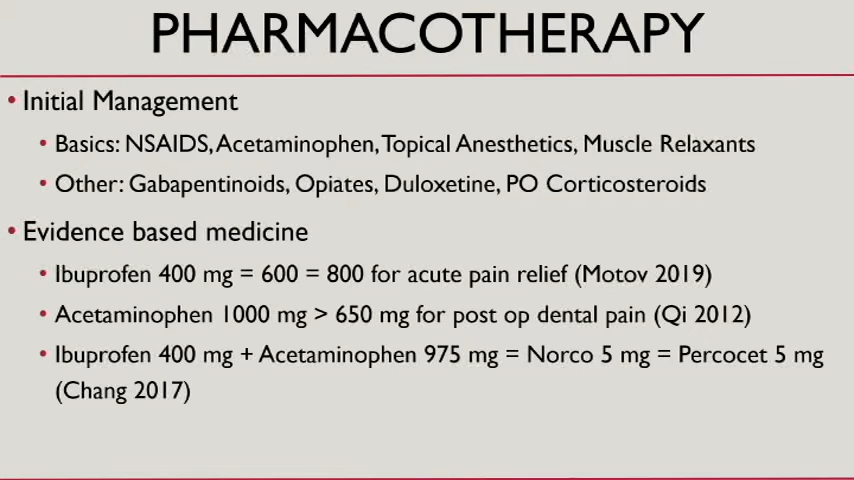 PHARMACOTHERAPY
• Initial Management
• Basics: NSAIDS, Acetaminophen, Topical Anesthetics, Muscle Relaxants
• Other: Gabapentinoids, Opiates, Duloxetine, PO Corticosteroids
• Evidence based medicine
• Ibuprofen 400 mg = 600 = 800 for acute pain relief (Motov 2019)
• Acetaminophen 1000 mg > 650 mg for post op dental pain (Qi 2012)
• Ibuprofen 400 mg + Acetaminophen 975 mg = Norco 5 mg = Percocet 5 mg
(Chang 2017)